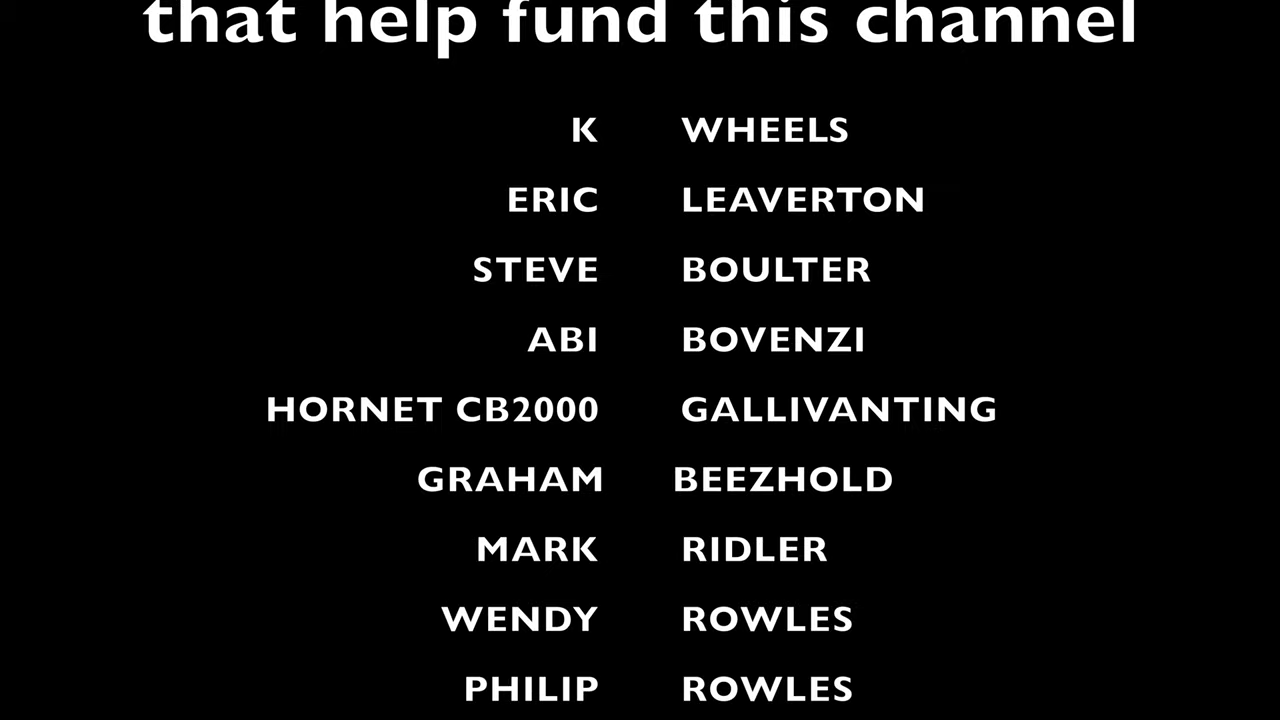 that help fund this channel
K WHEELS
ERIC LEAVERTON
STEVE BOULTER
ABI BOVENZI
HORNET CB2000 GALLIVANTING
GRAHAM BEEZHOLD
MARK RIDLER
WENDY ROWLES
PHILIP ROWLES